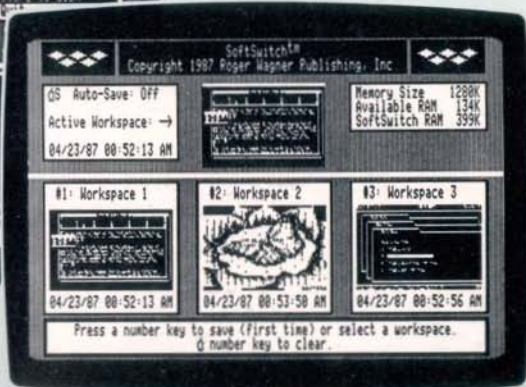 SoftSwitch™
Copyright 1987 Roger Wagner Publishing, Inc
S Auto-Save: Off
Active Workspace: →
04/23/87 00:52:13 AM
Memory Size 1280K
Available RAM 134K
SoftSwitch RAM 399K
#1: Workspace 1
#2: Workspace 2
#3: Workspace 3
04/23/87 00:52:13 AM
04/23/87 00:53:50 AM
04/23/87 00:52:56 AM
Press a number key to save (first time) or select a workspace.
number key to clear.